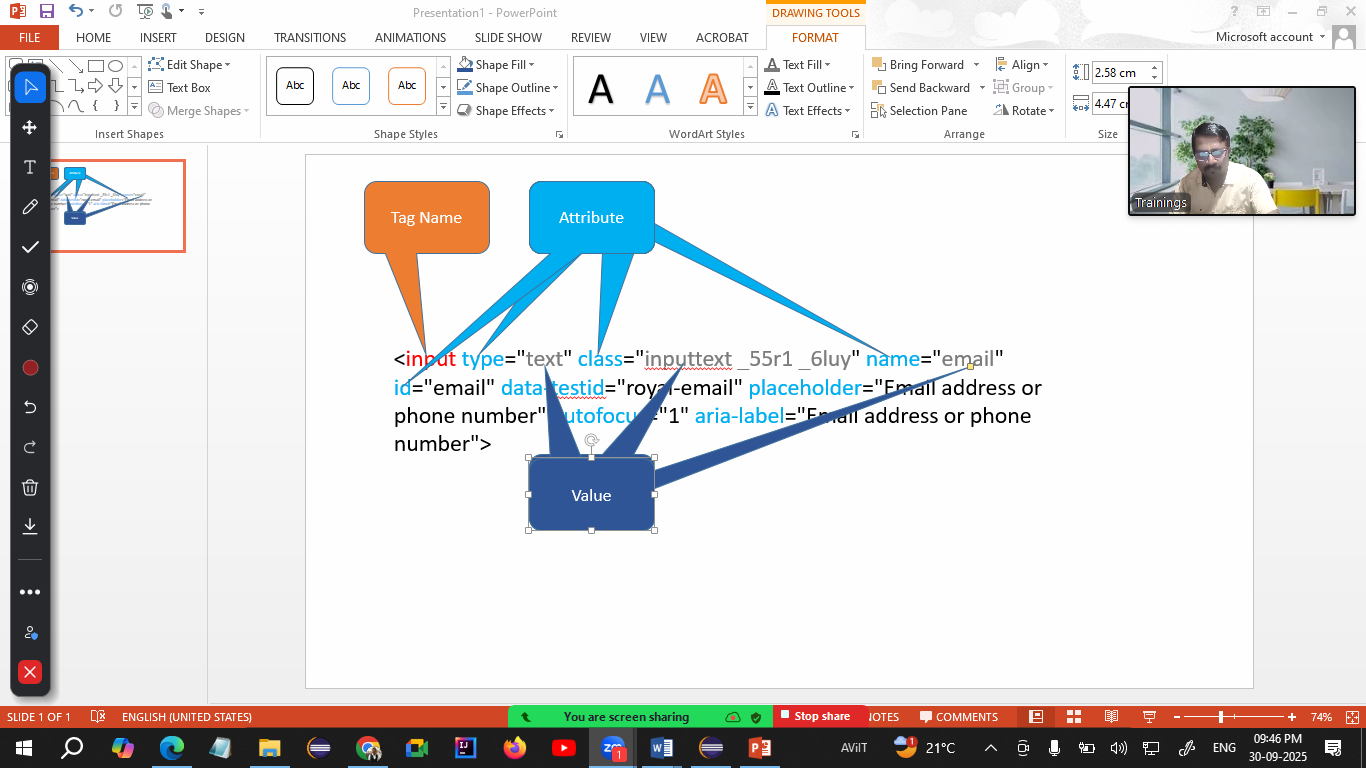 Presentation1 - PowerPoint
DRAWING TOOLS
FILE HOME INSERT DESIGN TRANSITIONS ANIMATIONS SLIDE SHOW REVIEW VIEW ACROBAT FORMAT Microsoft account
Edit Shape
Text Box
Merge Shapes
Insert Shapes
Abc Abc Abc
Shape Fill
Shape Outline
Shape Effects
Shape Styles
A A A
Text Fill
Text Outline
Text Effects
WordArt Styles
Bring Forward
Send Backward
Selection Pane
Align
Group
Rotate
Arrange
2.58 cm
4.47 cm
Size
Trainings
Tag Name
Attribute
<input type="text" class="inputtext _55r1 _6luy" name="email"
id="email" data-testid="royal-email" placeholder="Email address or
phone number" autofocus="1" aria-label="Email address or phone
number">
Value
SLIDE 1 OF 1 ENGLISH (UNITED STATES) You are screen sharing Stop share NOTES COMMENTS 74%
AViiT 21°C ENG 09:46 PM
30-09-2025